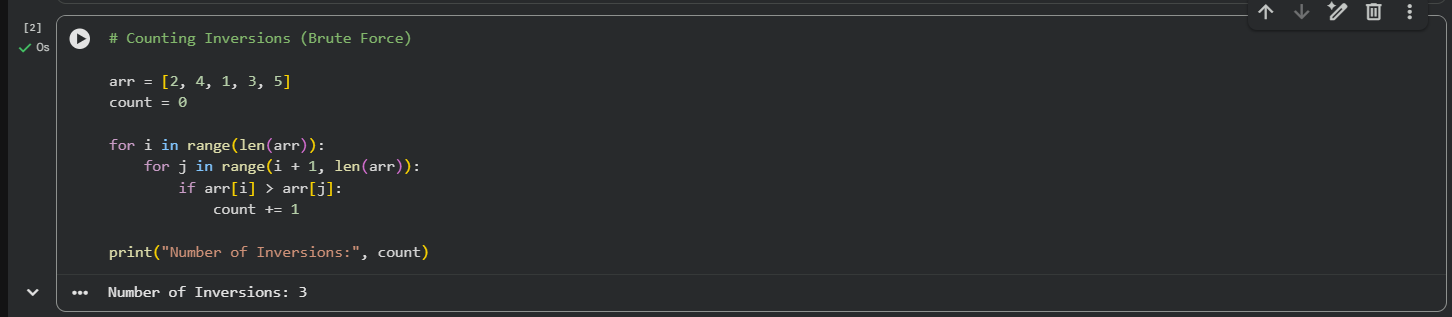 [2]
0s
# Counting Inversions (Brute Force)
arr = [2, 4, 1, 3, 5]
count = 0
for i in range(len(arr)):
    for j in range(i + 1, len(arr)):
        if arr[i] > arr[j]:
            count += 1
print("Number of Inversions:", count)
Number of Inversions: 3